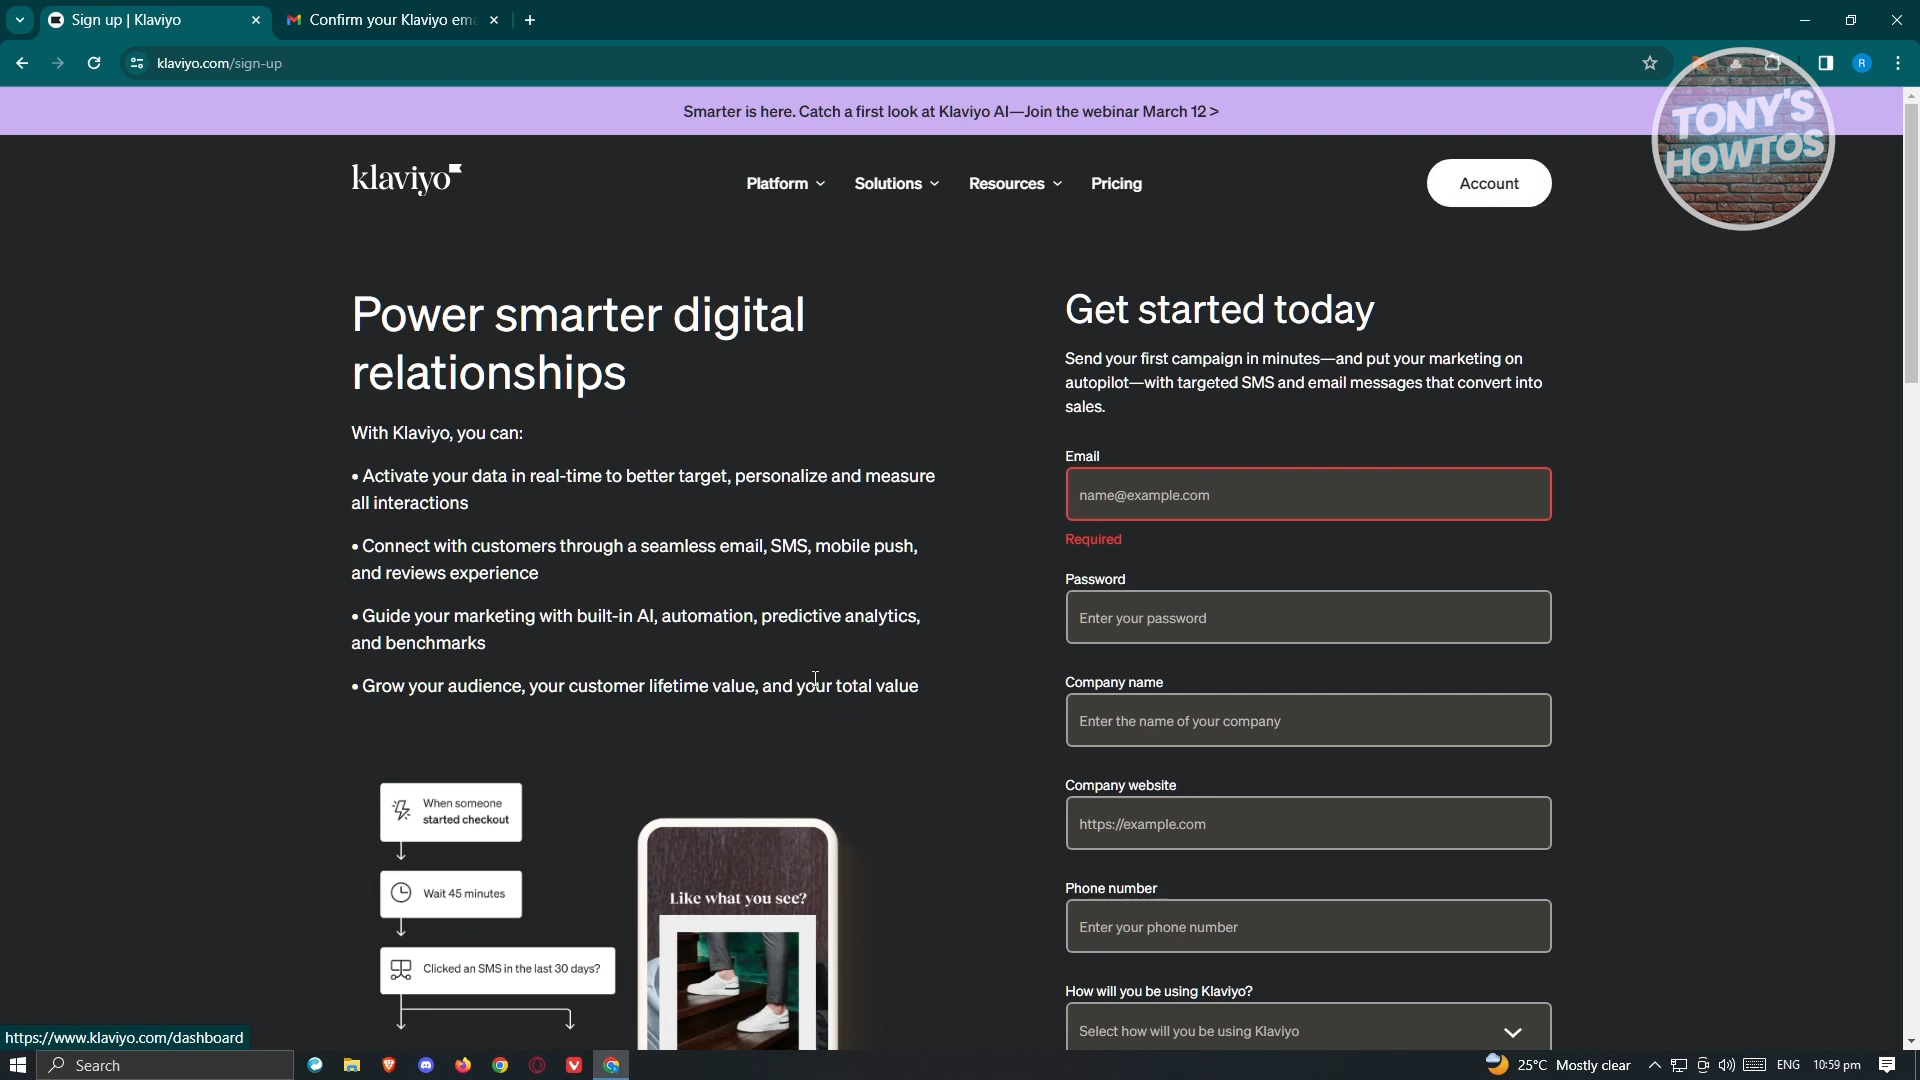 Sign up | Klaviyo
Confirm your Klaviyo em
klaviyo.com/sign-up
R
Smarter is here. Catch a first look at Klaviyo AI—Join the webinar March 12 >
TONY'S
HOWTOS
klaviyo
Platform
Solutions
Resources
Pricing
Account
Power smarter digital
relationships
With Klaviyo, you can:
• Activate your data in real-time to better target, personalize and measure
all interactions
• Connect with customers through a seamless email, SMS, mobile push,
and reviews experience
• Guide your marketing with built-in AI, automation, predictive analytics,
and benchmarks
• Grow your audience, your customer lifetime value, and your total value
When someone
started checkout
Wait 45 minutes
Clicked an SMS in the last 30 days?
Like what you see?
Get started today
Send your first campaign in minutes—and put your marketing on
autopilot—with targeted SMS and email messages that convert into
sales.
Email
name@example.com
Required
Password
Enter your password
Company name
Enter the name of your company
Company website
https://example.com
Phone number
Enter your phone number
How will you be using Klaviyo?
Select how will you be using Klaviyo
https://www.klaviyo.com/dashboard
Search
25°C Mostly clear
ENG
10:59 pm